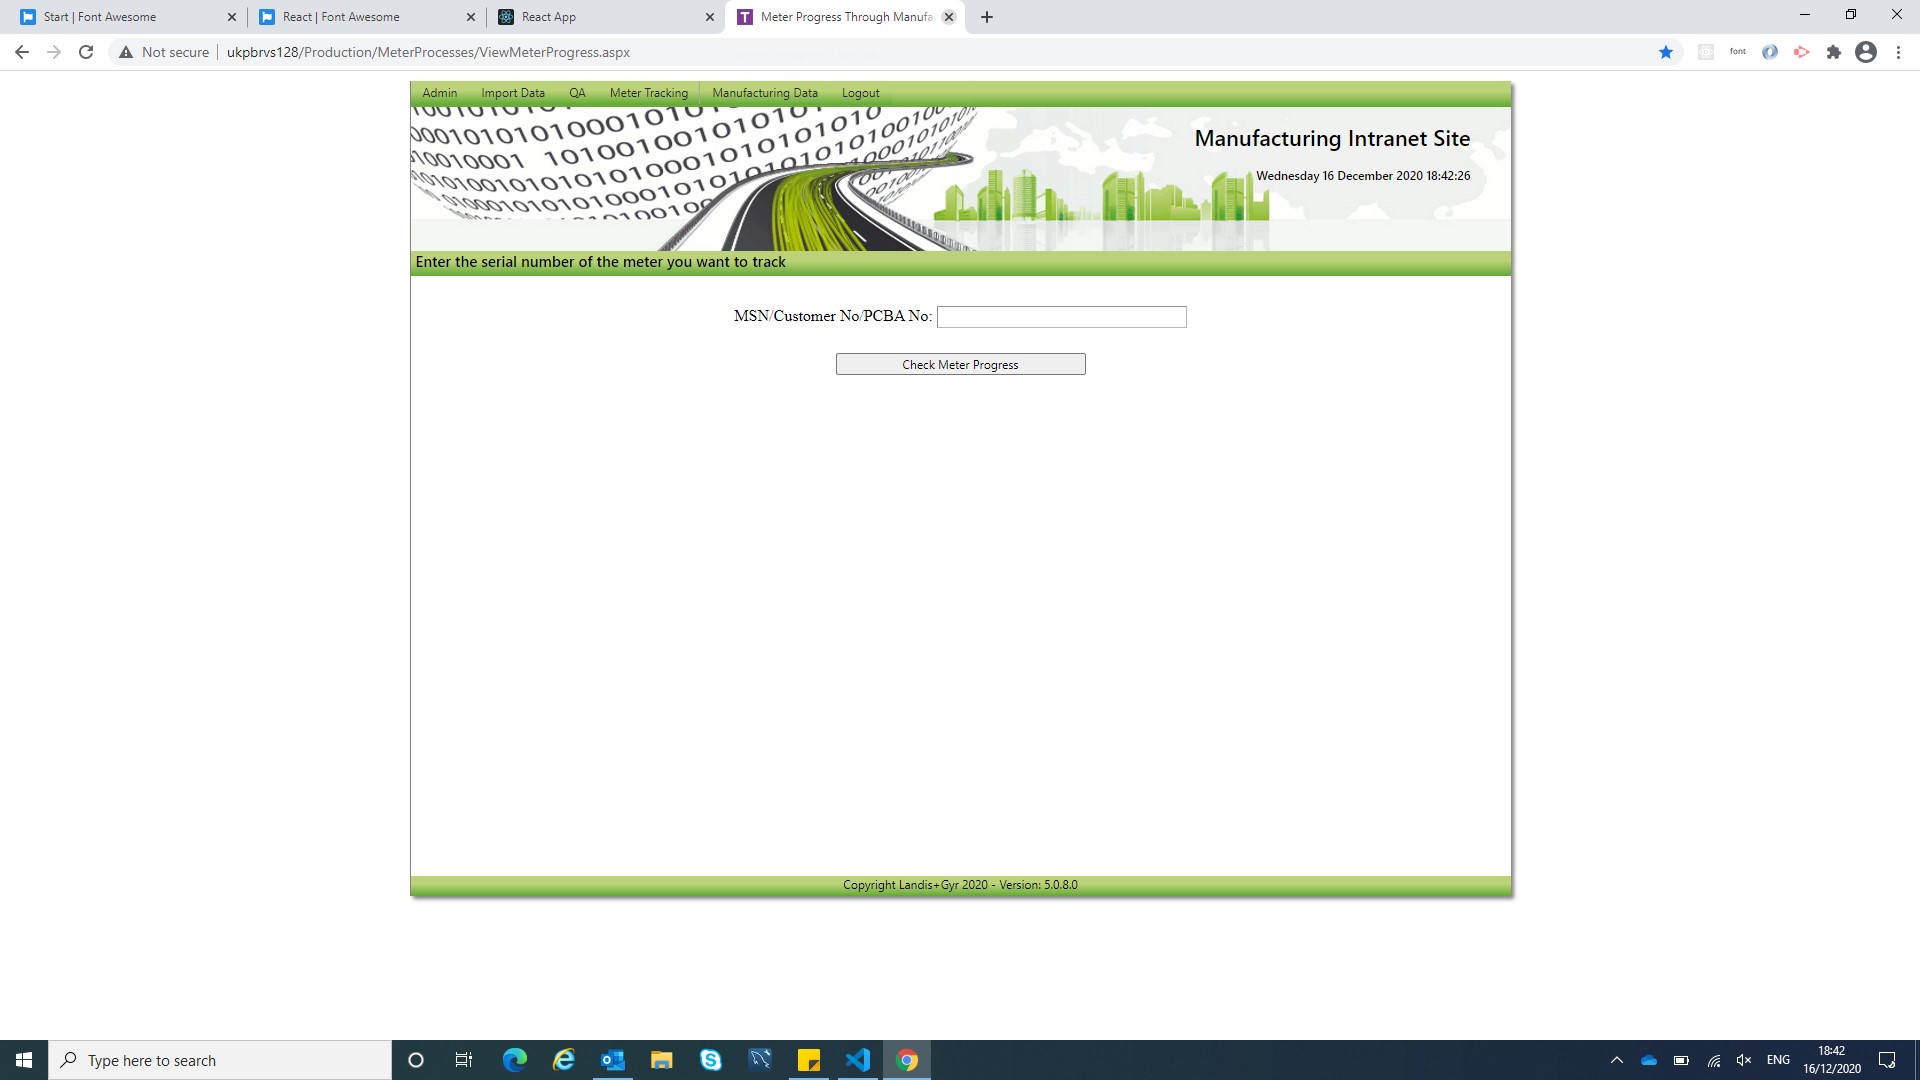 Start | Font Awesome
React | Font Awesome
React App
Meter Progress Through Manufa
Not secure
ukpbrvs128/Production/MeterProcesses/ViewMeterProgress.aspx
font
Admin
Import Data
QA
Meter Tracking
Manufacturing Data
Logout
Manufacturing Intranet Site
Wednesday 16 December 2020 18:42:26
Enter the serial number of the meter you want to track
MSN/Customer No/PCBA No:
Check Meter Progress
Copyright Landis+Gyr 2020 - Version: 5.0.8.0
Type here to search
ENG
18:42
16/12/2020